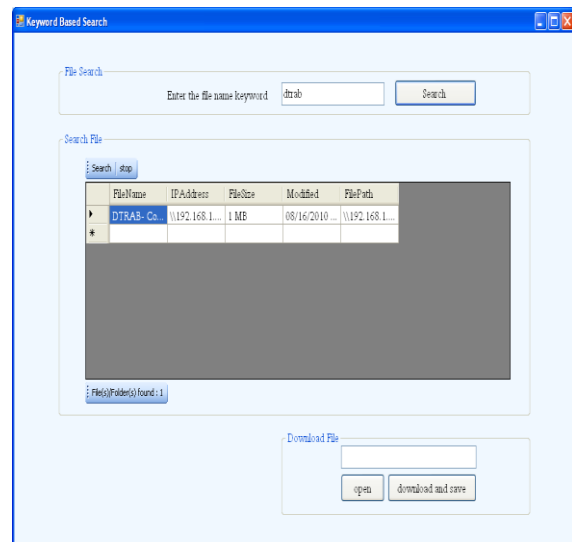 Keyword Based Search
File Search
Enter the file name keyword dtrab Search
Search File
Search stop
FileName IPAddress FileSize Modified FilePath
DTRAB- Co... \\192.168.1.... 1 MB 08/16/2010 ... \\192.168.1....
*
File(s)/Folder(s) found : 1
Download File
open download and save